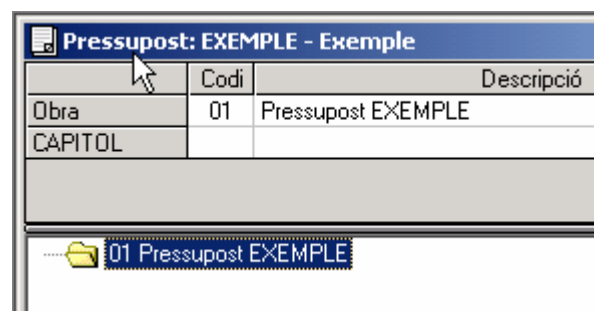 Pressupost: EXEMPLE - Exemple
Codi Descripció
Obra 01 Pressupost EXEMPLE
CAPITOL
01 Pressupost EXEMPLE